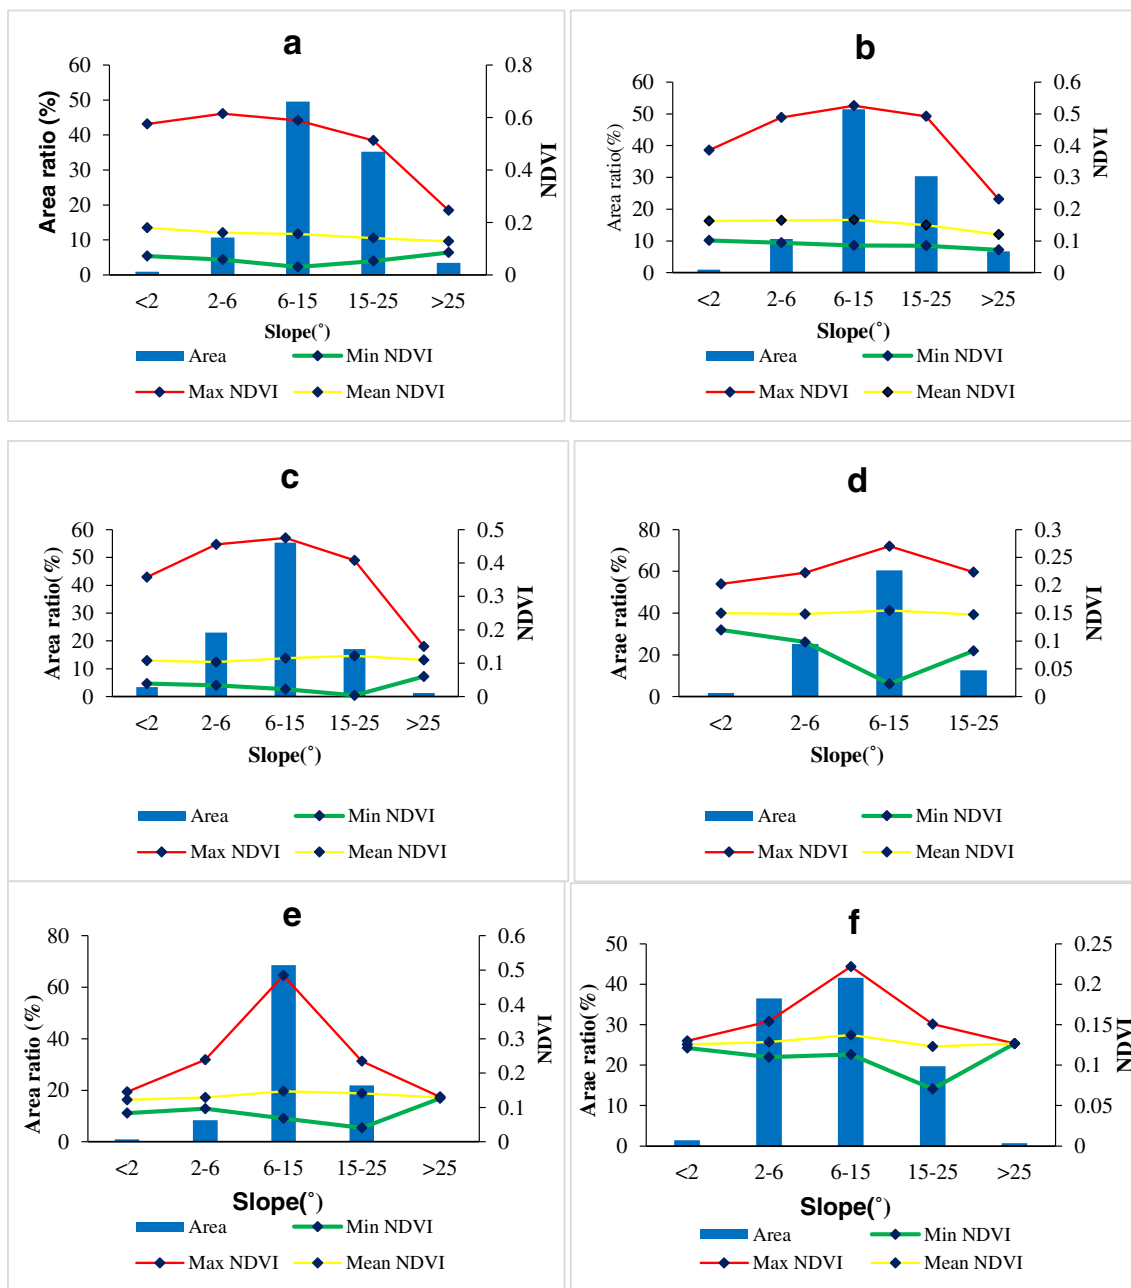 a
60
50
40
30
20
10
0
Area ratio (%)
0.8
0.6
0.4
0.2
0
NDVI
<2 2-6 6-15 15-25 >25
Slope(°)
Area Min NDVI
Max NDVI Mean NDVI
b
60
50
40
30
20
10
0
Area ratio(%)
0.6
0.5
0.4
0.3
0.2
0.1
0
NDVI
<2 2-6 6-15 15-25 >25
Slope(°)
Area Min NDVI
Max NDVI Mean NDVI
c
60
50
40
30
20
10
0
Area ratio(%)
0.5
0.4
0.3
0.2
0.1
0
NDVI
<2 2-6 6-15 15-25 >25
Slope(°)
Area Min NDVI
Max NDVI Mean NDVI
d
80
60
40
20
0
Arae ratio(%)
0.3
0.25
0.2
0.15
0.1
0.05
0
NDVI
<2 2-6 6-15 15-25
Slope(°)
Area Min NDVI
Max NDVI Mean NDVI
e
80
60
40
20
0
Area ratio (%)
0.6
0.5
0.4
0.3
0.2
0.1
0
NDVI
<2 2-6 6-15 15-25 >25
Slope(°)
Area Min NDVI
Max NDVI Mean NDVI
f
50
40
30
20
10
0
Arae ratio(%)
0.25
0.2
0.15
0.1
0.05
0
NDVI
<2 2-6 6-15 15-25 >25
Slope(°)
Area Min NDVI
Max NDVI Mean NDVI